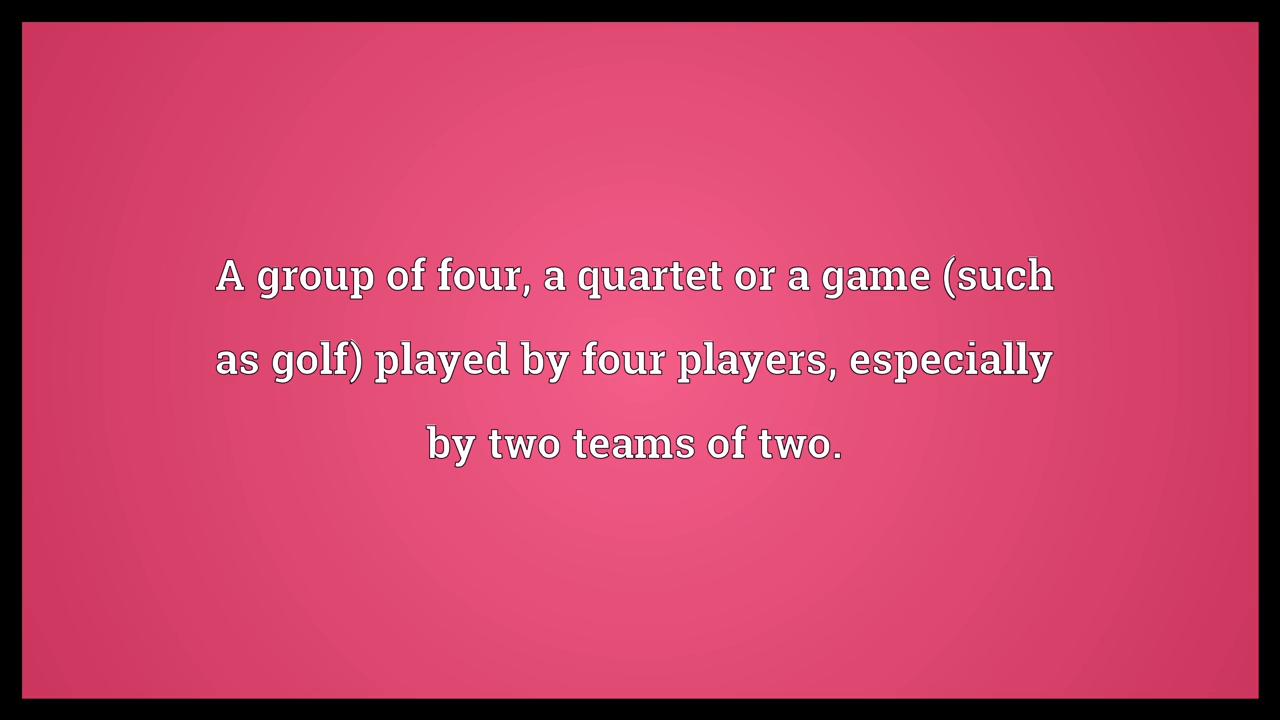 A group of four, a quartet or a game (such
as golf) played by four players, especially
by two teams of two.